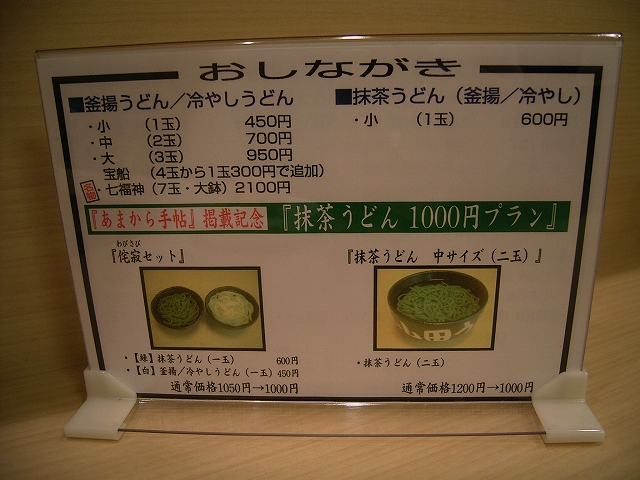 おしながき
■釜揚うどん／冷やしうどん
・小 （1玉） 450円
・中 （2玉） 700円
・大 （3玉） 950円
宝船 （4玉から1玉300円で追加）
名物 ・七福神（7玉・大鉢）2100円
■抹茶うどん（釜揚／冷やし）
・小 （1玉） 600円
『あまから手帖』掲載記念 『抹茶うどん 1000円プラン』
わびさび
『侘寂セット』
・【緑】抹茶うどん（一玉） 600円
・【白】釜揚／冷やしうどん（一玉）450円
通常価格1050円→1000円
『抹茶うどん 中サイズ（二玉）』
・抹茶うどん（二玉）
通常価格1200円→1000円